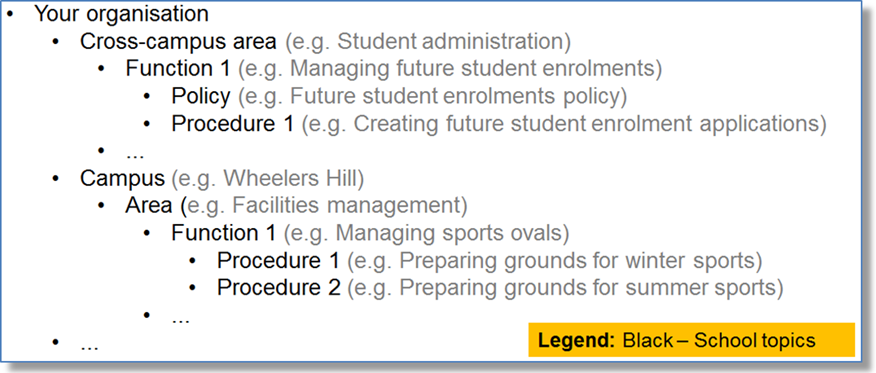 • Your organisation
• Cross-campus area (e.g. Student administration)
• Function 1 (e.g. Managing future student enrolments)
• Policy (e.g. Future student enrolments policy)
• Procedure 1 (e.g. Creating future student enrolment applications)
• ...
• Campus (e.g. Wheelers Hill)
• Area (e.g. Facilities management)
• Function 1 (e.g. Managing sports ovals)
• Procedure 1 (e.g. Preparing grounds for winter sports)
• Procedure 2 (e.g. Preparing grounds for summer sports)
• ...
• ...
Legend: Black – School topics